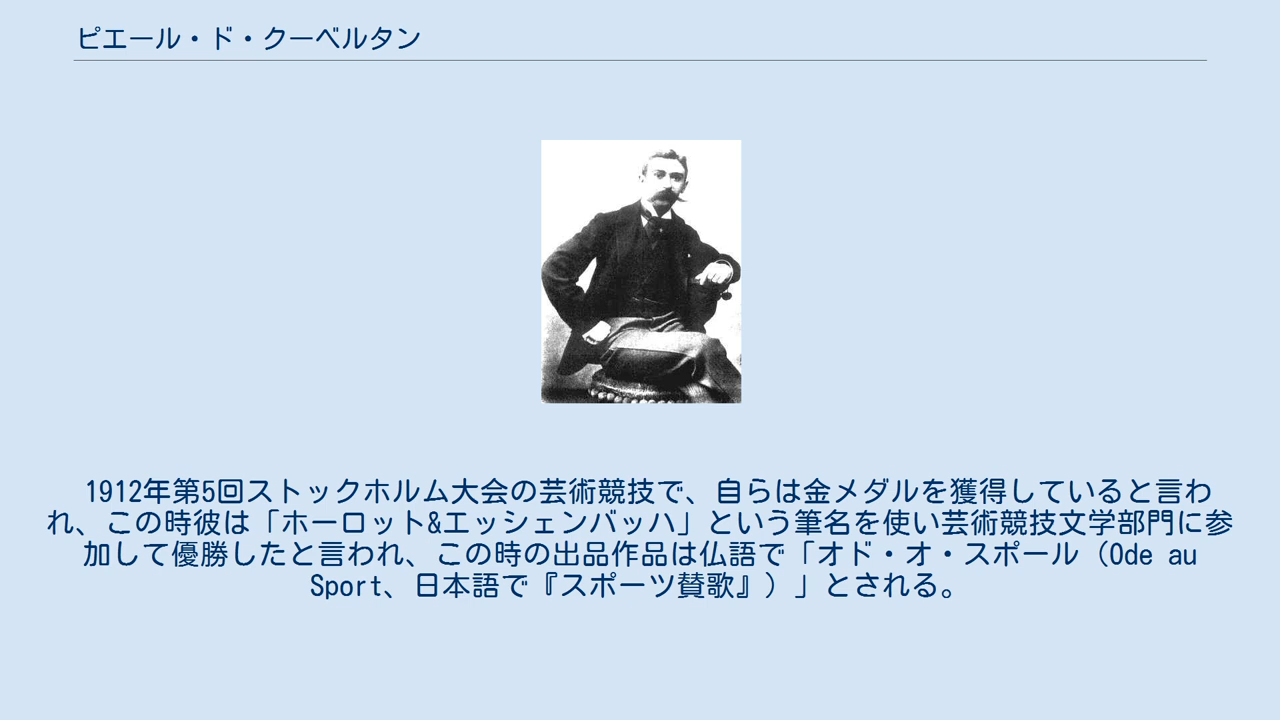 ピエール・ド・クーベルタン
1912年第5回ストックホルム大会の芸術競技で、自らは金メダルを獲得していると言わ
れ、この時彼は「ホーロット&エッシェンバッハ」という筆名を使い芸術競技文学部門に参
加して優勝したと言われ、この時の出品作品は仏語で「オド・オ・スポール（Ode au
Sport、日本語で『スポーツ賛歌』）」とされる。